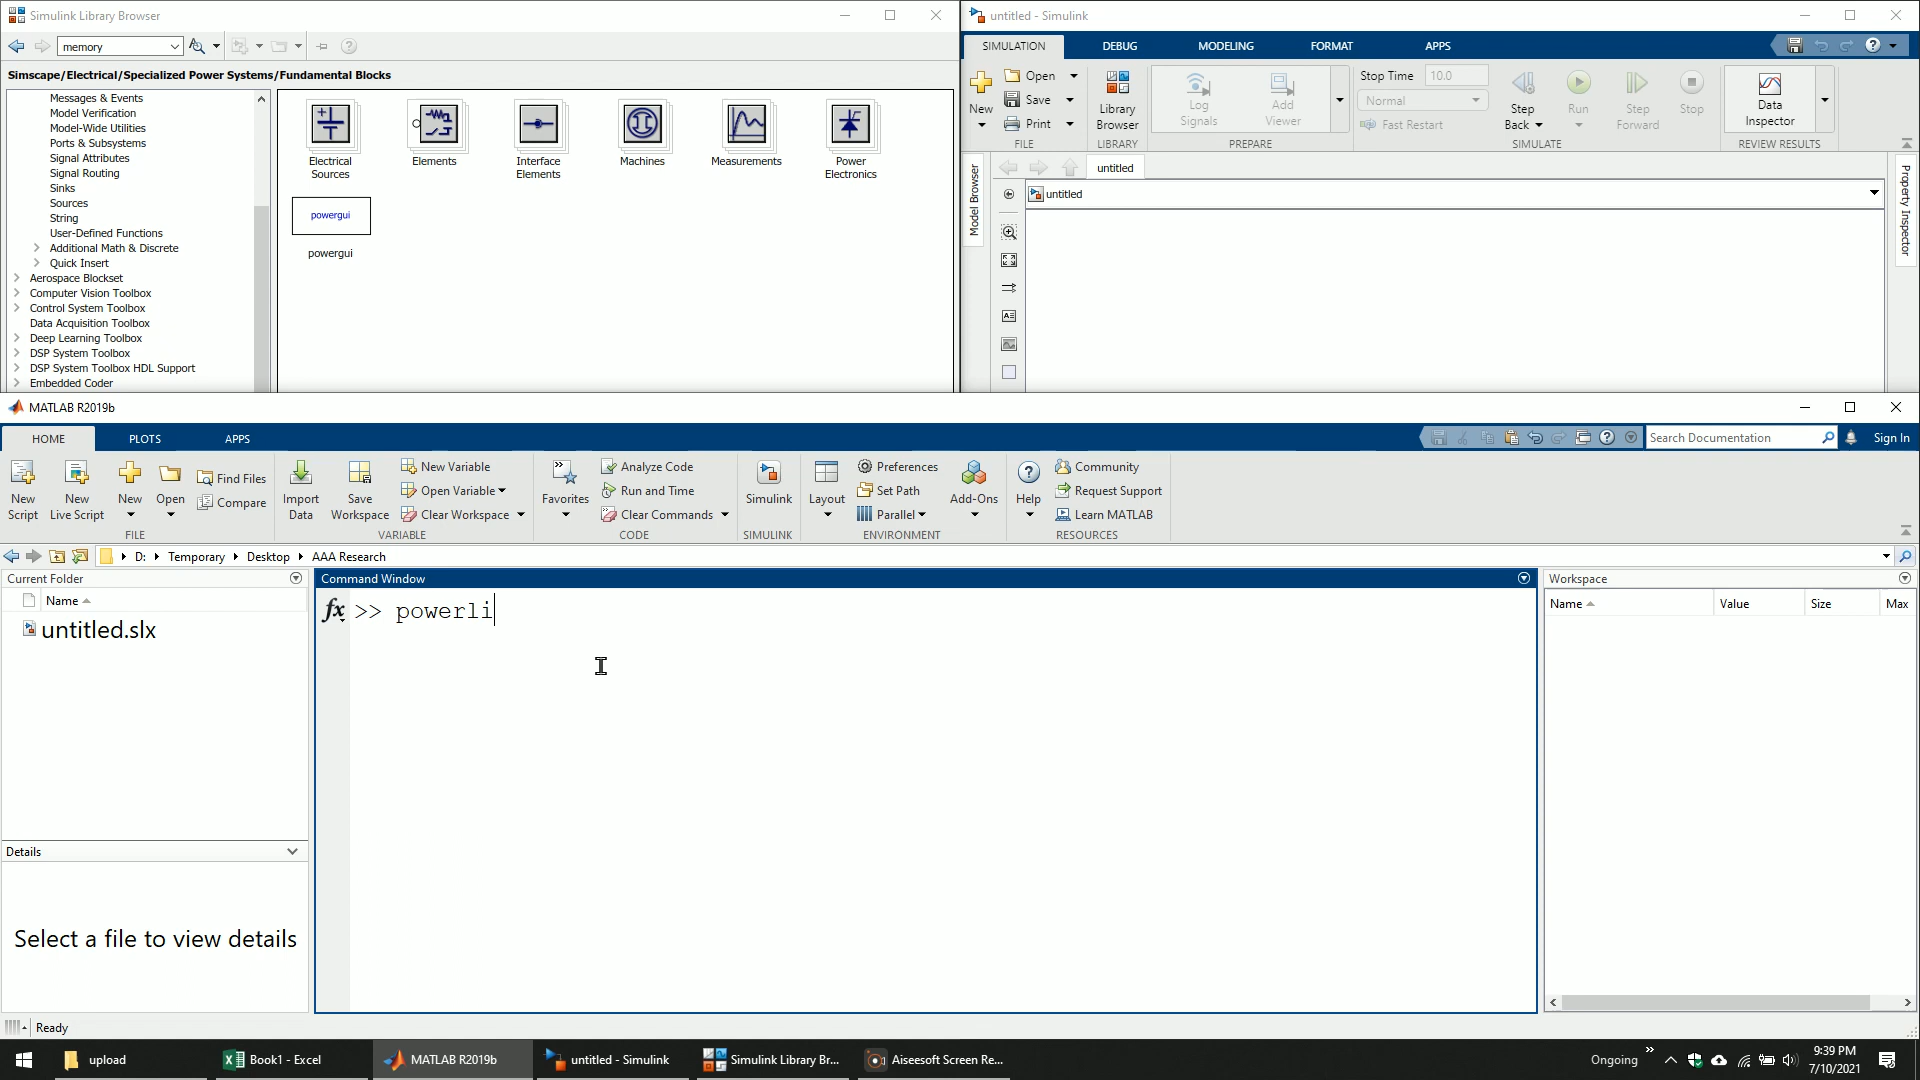 Simulink Library Browser
memory
Simscape/Electrical/Specialized Power Systems/Fundamental Blocks
Messages & Events
Model Verification
Model-Wide Utilities
Ports & Subsystems
Signal Attributes
Signal Routing
Sinks
Sources
String
User-Defined Functions
Additional Math & Discrete
Quick Insert
Aerospace Blockset
Computer Vision Toolbox
Control System Toolbox
Data Acquisition Toolbox
Deep Learning Toolbox
DSP System Toolbox
DSP System Toolbox HDL Support
Embedded Coder
Electrical Sources
Elements
Interface Elements
Machines
Measurements
Power Electronics
powergui
powergui
untitled - Simulink
SIMULATION DEBUG MODELING FORMAT APPS
New
Open
Save
Print
FILE
Library Browser
LIBRARY
Log Signals
Add Viewer
PREPARE
Stop Time 10.0
Normal
Fast Restart
Step Back
Run
Step Forward
Stop
SIMULATE
Data Inspector
REVIEW RESULTS
Model Browser
untitled
untitled
Property Inspector
MATLAB R2019b
HOME PLOTS APPS
Search Documentation
Sign In
New Script
New Live Script
New
Open
Find Files
Compare
FILE
Import Data
Save Workspace
New Variable
Open Variable
Clear Workspace
VARIABLE
Favorites
Analyze Code
Run and Time
Clear Commands
CODE
Simulink
SIMULINK
Layout
Preferences
Set Path
Parallel
Add-Ons
ENVIRONMENT
Help
Community
Request Support
Learn MATLAB
RESOURCES
D: Temporary Desktop AAA Research
Current Folder
Name
untitled.slx
Details
Select a file to view details
Command Window
fx >> powerli
Workspace
Name Value Size Max
Ready
upload
Book1 - Excel
MATLAB R2019b
untitled - Simulink
Simulink Library Br...
Aiseesoft Screen Re...
Ongoing
9:39 PM
7/10/2021